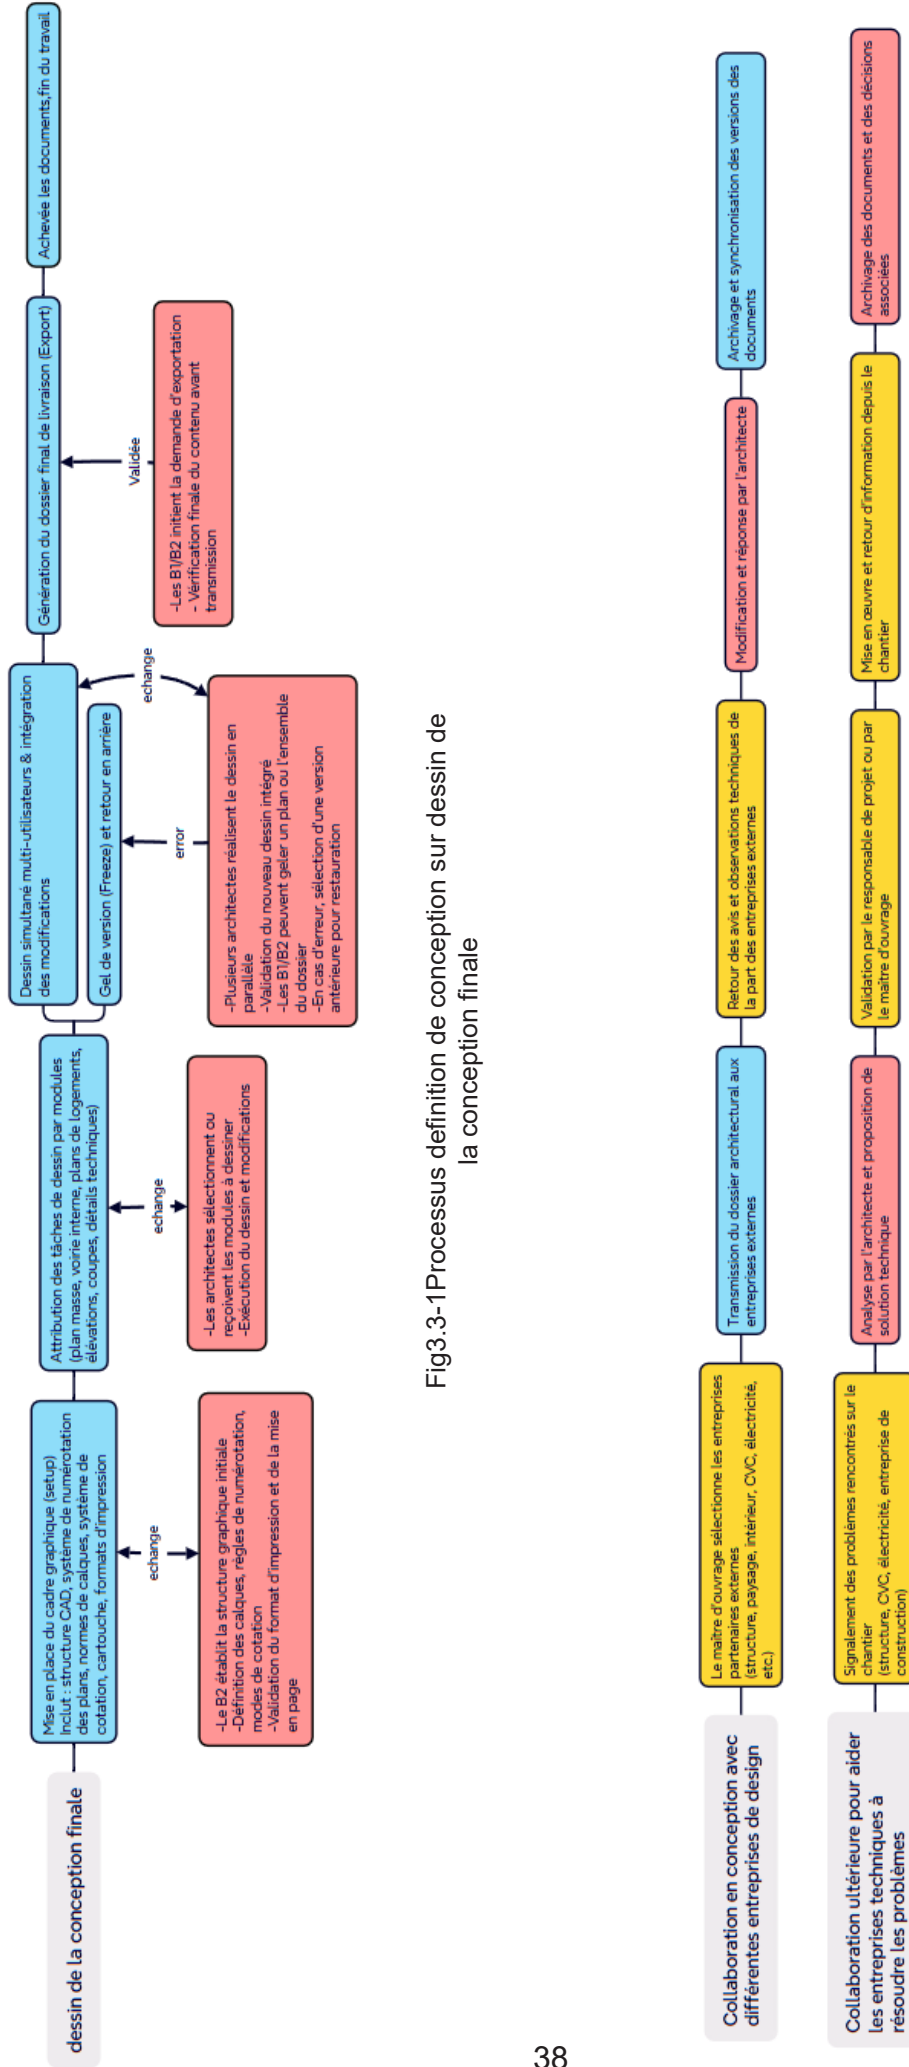 dessin de la conception finale
Mise en place du cadre graphique (setup)
Inclut : structure CAD, système de numérotation
des plans, normes de calques, système de
cotation, cartouche, formats d'impression
echange
-Le B2 établit la structure graphique initiale
-Définition des calques, règles de numérotation,
modes de cotation
-Validation du format d'impression et de la mise
en page
Attribution des tâches de dessin par modules
(plan masse, voirie interne, plans de logements,
élévations, coupes, détails techniques)
echange
-Les architectes sélectionnent ou
reçoivent les modules à dessiner
-Exécution du dessin et modifications
Dessin simultané multi-utilisateurs & intégration
des modifications
Gel de version (Freeze) et retour en arrière
error
echange
-Plusieurs architectes réalisent le dessin en
parallèle
-Validation du nouveau dessin intégré
-Les B1/B2 peuvent geler un plan ou l'ensemble
du dossier
-En cas d'erreur, sélection d'une version
antérieure pour restauration
Génération du dossier final de livraison (Export)
Validée
-Les B1/B2 initient la demande d'exportation
- Vérification finale du contenu avant
transmission
Achevée les documents,fin du travail
Fig3.3-1Processus definition de conception sur dessin de
la conception finale
Collaboration en conception avec
différentes entreprises de design
Le maître d'ouvrage sélectionne les entreprises
partenaires externes
(structure, paysage, intérieur, CVC, électricité,
etc.)
Transmission du dossier architectural aux
entreprises externes
Retour des avis et observations techniques de
la part des entreprises externes
Modification et réponse par l'architecte
Archivage et synchronisation des versions des
documents
Collaboration ultérieure pour aider
les entreprises techniques à
résoudre les problèmes
Signalement des problèmes rencontrés sur le
chantier
(structure, CVC, électricité, entreprise de
construction)
Analyse par l'architecte et proposition de
solution technique
Validation par le responsable de projet ou par
le maître d'ouvrage
Mise en œuvre et retour d'information depuis le
chantier
Archivage des documents et des décisions
associées
38